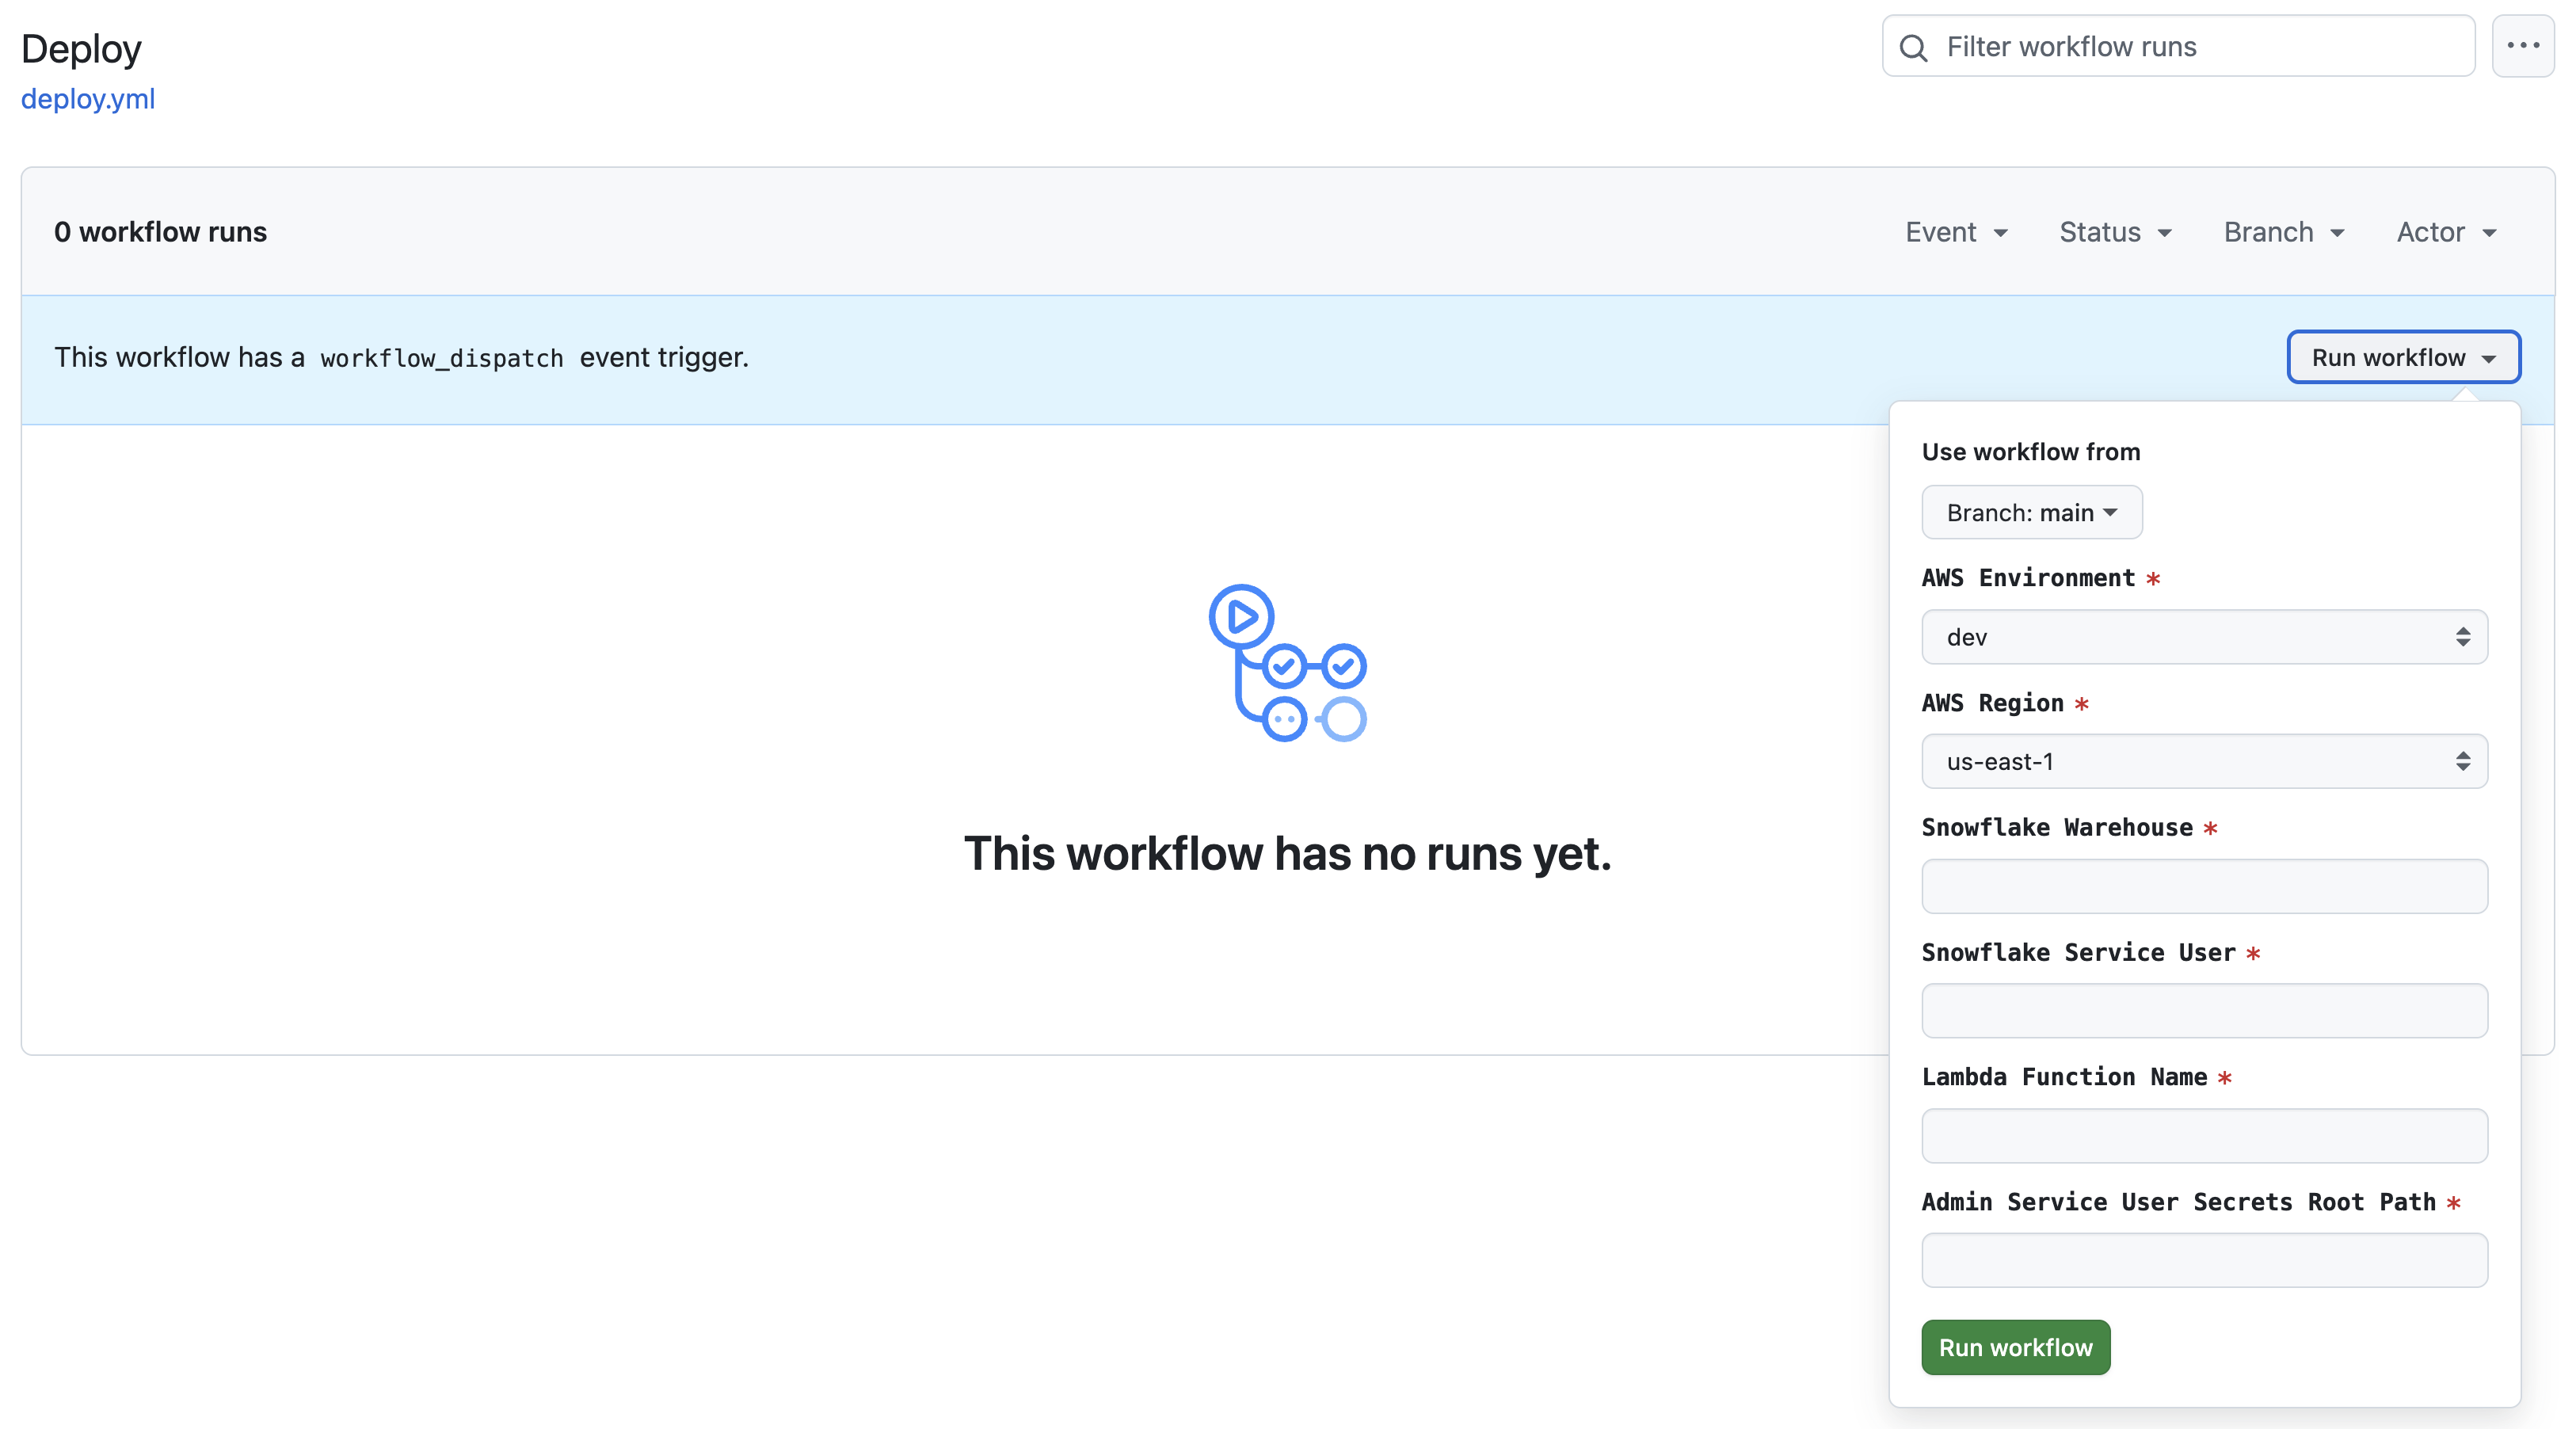 Deploy
deploy.yml
Filter workflow runs
0 workflow runs
Event
Status
Branch
Actor
This workflow has a workflow_dispatch event trigger.
Run workflow
Use workflow from
Branch: main
AWS Environment *
dev
AWS Region *
us-east-1
Snowflake Warehouse *
Snowflake Service User *
Lambda Function Name *
Admin Service User Secrets Root Path *
Run workflow
This workflow has no runs yet.